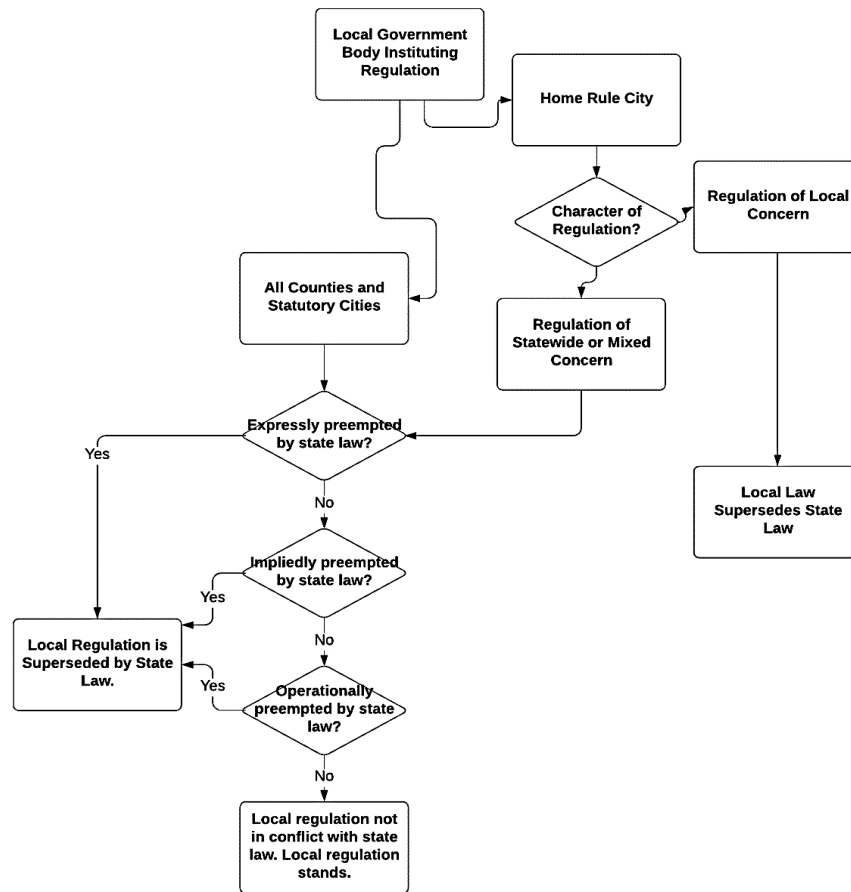 Local Government
Body Instituting
Regulation
Home Rule City
Character of
Regulation?
Regulation of Local
Concern
All Counties and
Statutory Cities
Regulation of
Statewide or Mixed
Concern
Expressly preempted
by state law?
Yes
No
Local Law
Supersedes State
Law
Impliedly preempted
by state law?
Yes
No
Local Regulation is
Superseded by State
Law.
Operationally
preempted by state
law?
Yes
No
Local regulation not
in conflict with state
law. Local regulation
stands.